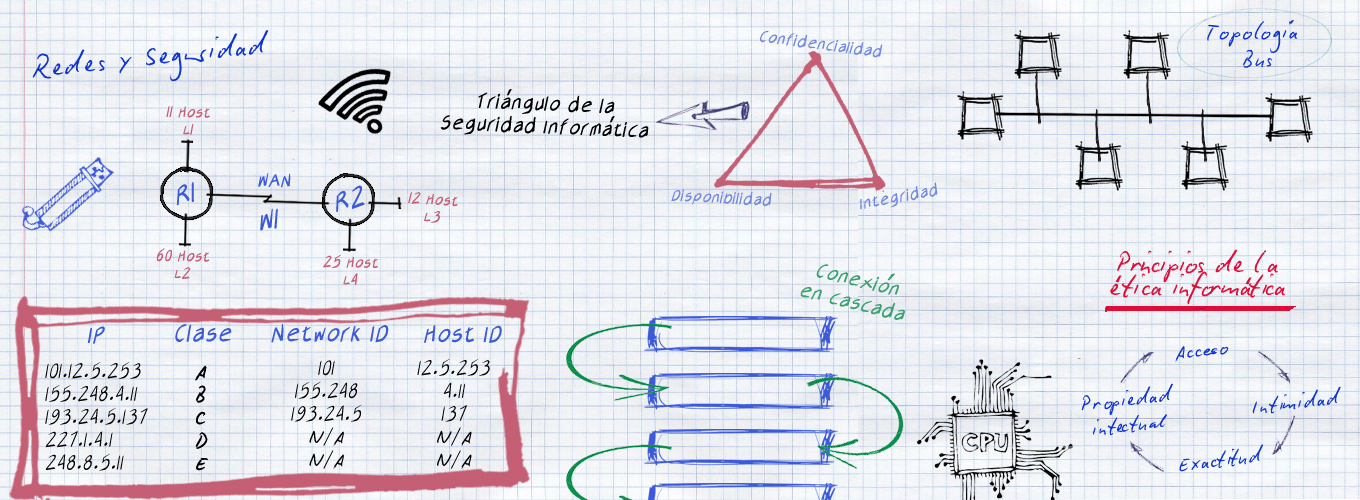 Redes y Seguridad
11 Host
L1
R1
WAN
W1
R2
12 Host
L3
60 Host
L2
25 Host
L4
Triángulo de la
Seguridad Informática
Confidencialidad
Disponibilidad
Integridad
Topología
Bus
IP Clase Network ID Host ID
101.12.5.253 A 101 12.5.253
155.248.4.11 B 155.248 4.11
193.24.5.137 C 193.24.5 137
227.1.4.1 D N/A N/A
248.8.5.11 E N/A N/A
Conexión
en cascada
Principios de la
ética informática
Acceso
Intimidad
Exactitud
Propiedad
intectual
CPU